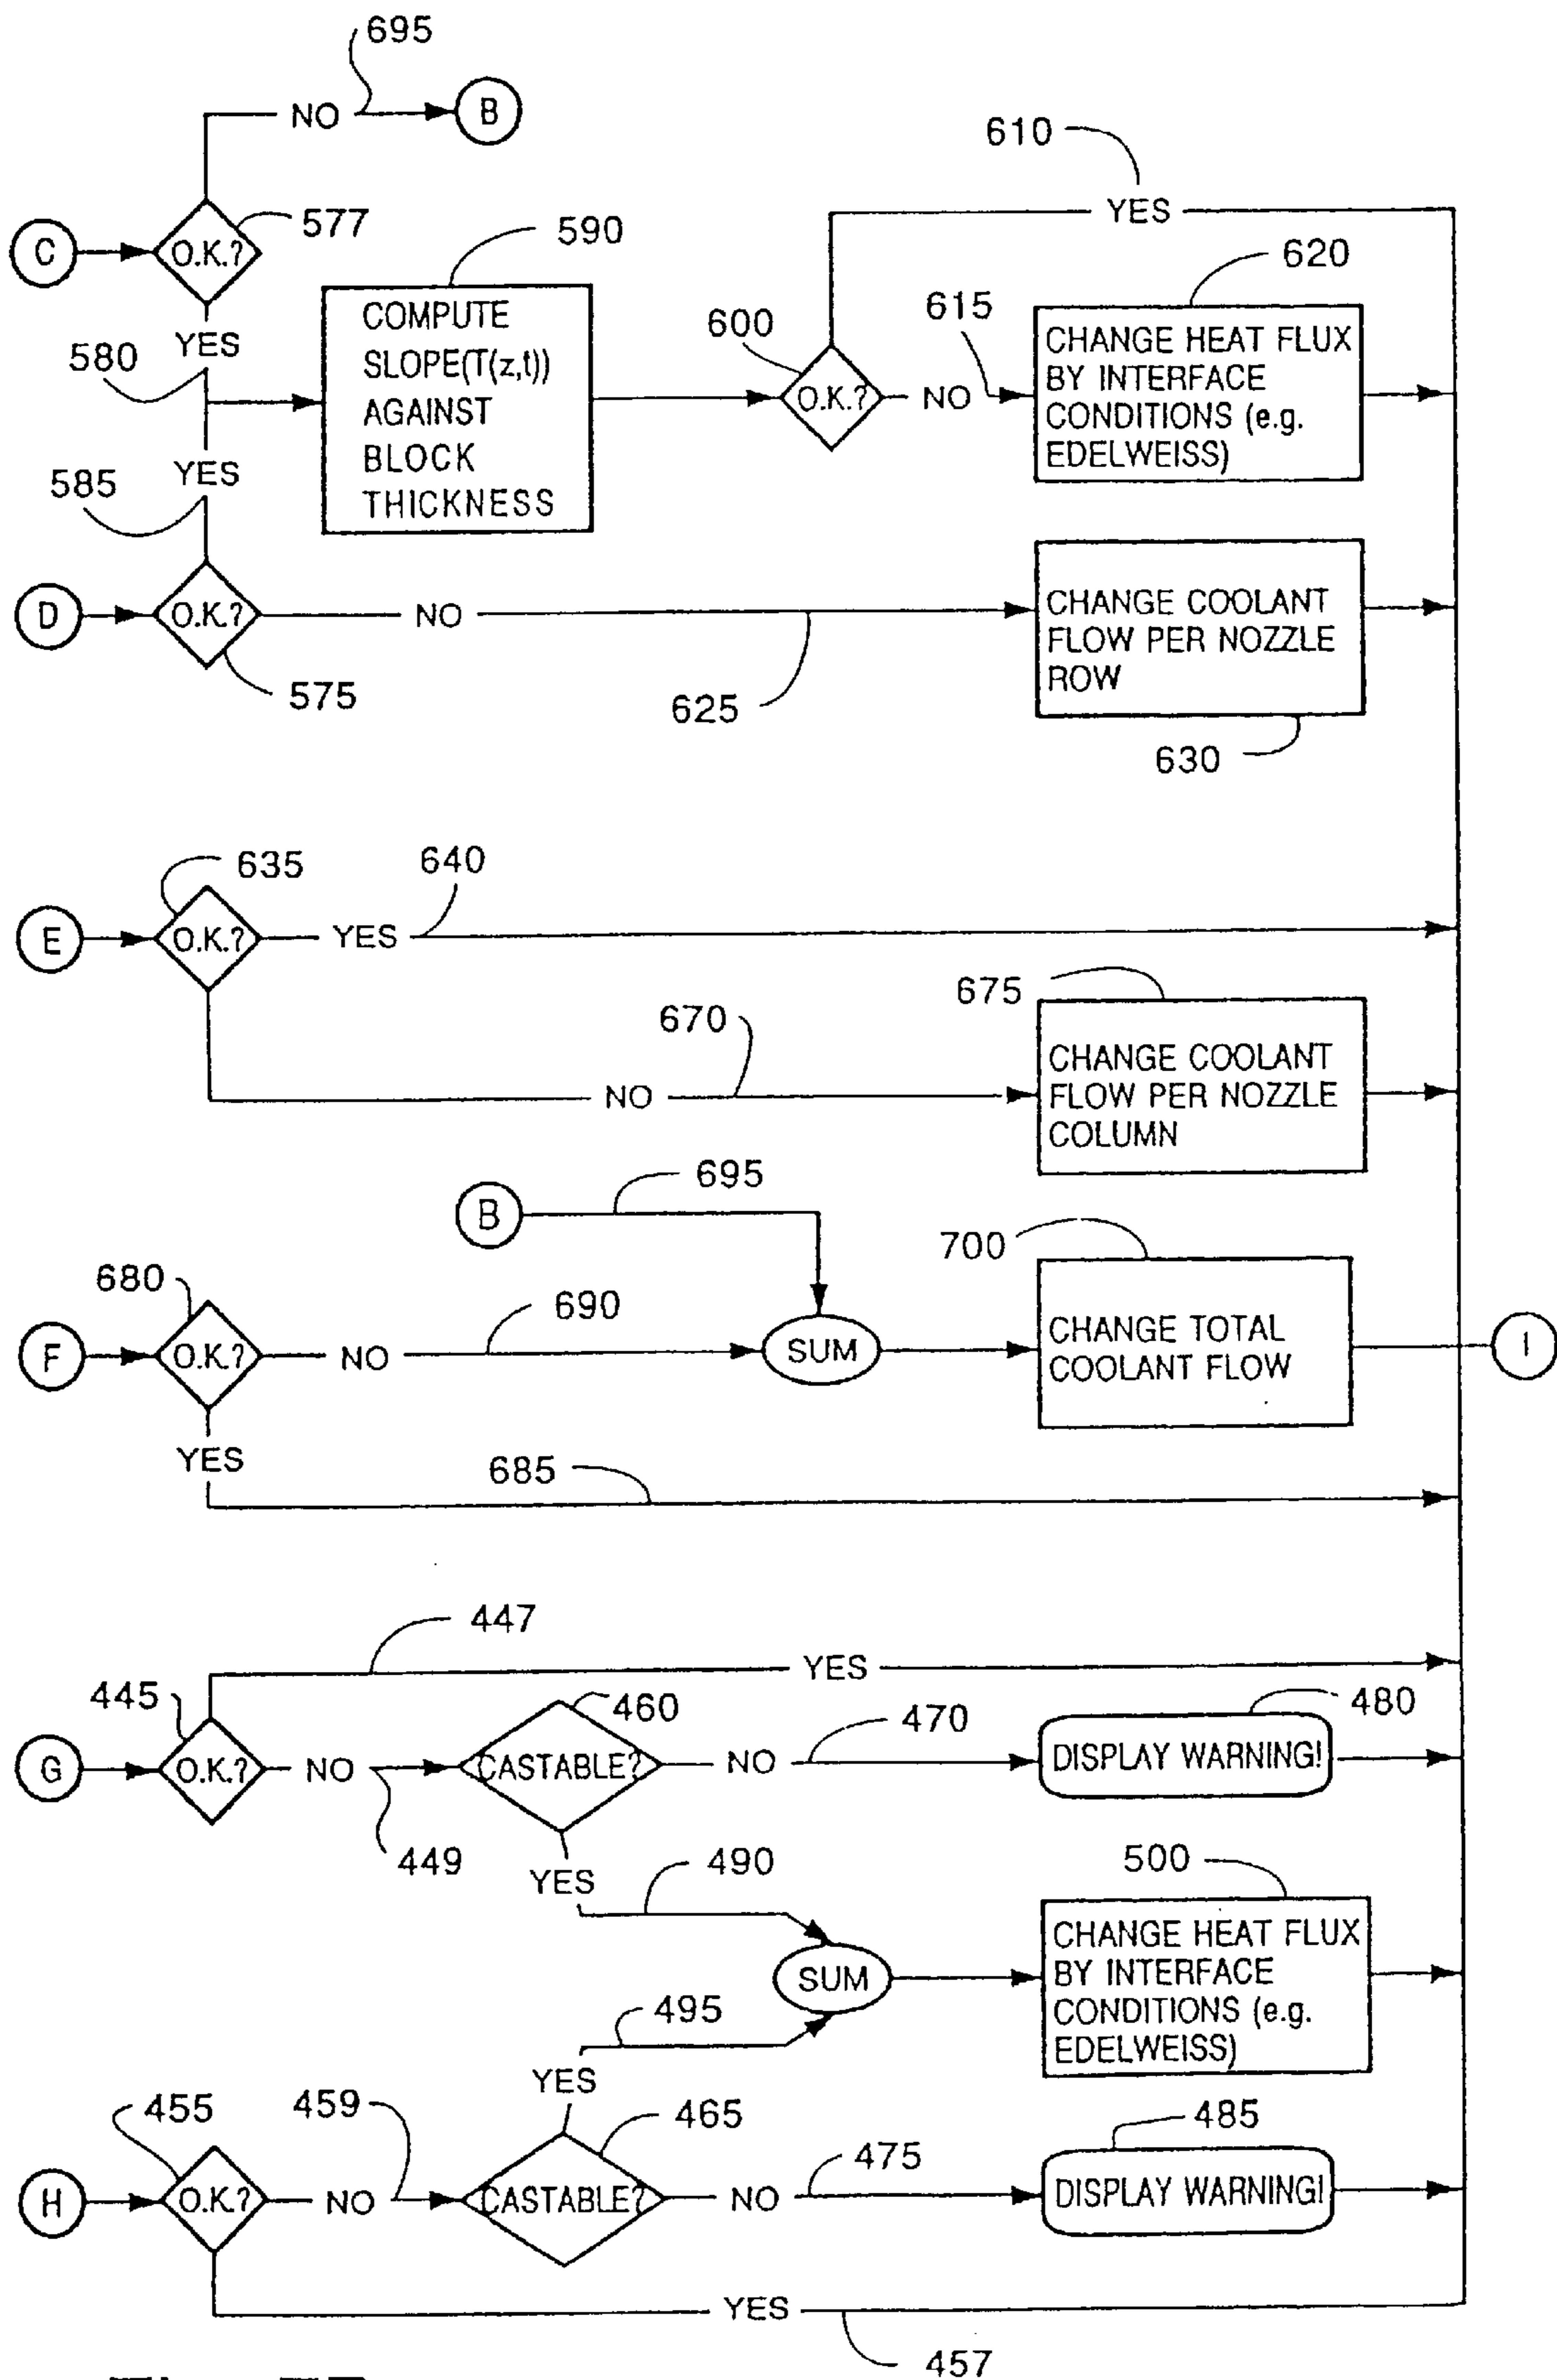 695
NO
B
610
YES
C
O.K.?
577
590
620
YES
580
COMPUTE
SLOPE(T(z,t))
AGAINST
BLOCK
THICKNESS
600
O.K.?
NO
615
CHANGE HEAT FLUX
BY INTERFACE
CONDITIONS (e.g.
EDELWEISS)
YES
585
D
O.K.?
NO
575
625
CHANGE COOLANT
FLOW PER NOZZLE
ROW
630
635
640
E
O.K.?
YES
675
670
NO
CHANGE COOLANT
FLOW PER NOZZLE
COLUMN
B
695
700
680
690
F
O.K.?
NO
SUM
CHANGE TOTAL
COOLANT FLOW
I
YES
685
447
YES
445
460
470
480
G
O.K.?
NO
CASTABLE?
NO
DISPLAY WARNING!
449
YES
490
500
SUM
CHANGE HEAT FLUX
BY INTERFACE
CONDITIONS (e.g.
EDELWEISS)
495
YES
455
459
465
475
485
H
O.K.?
NO
CASTABLE?
NO
DISPLAY WARNING!
YES
457